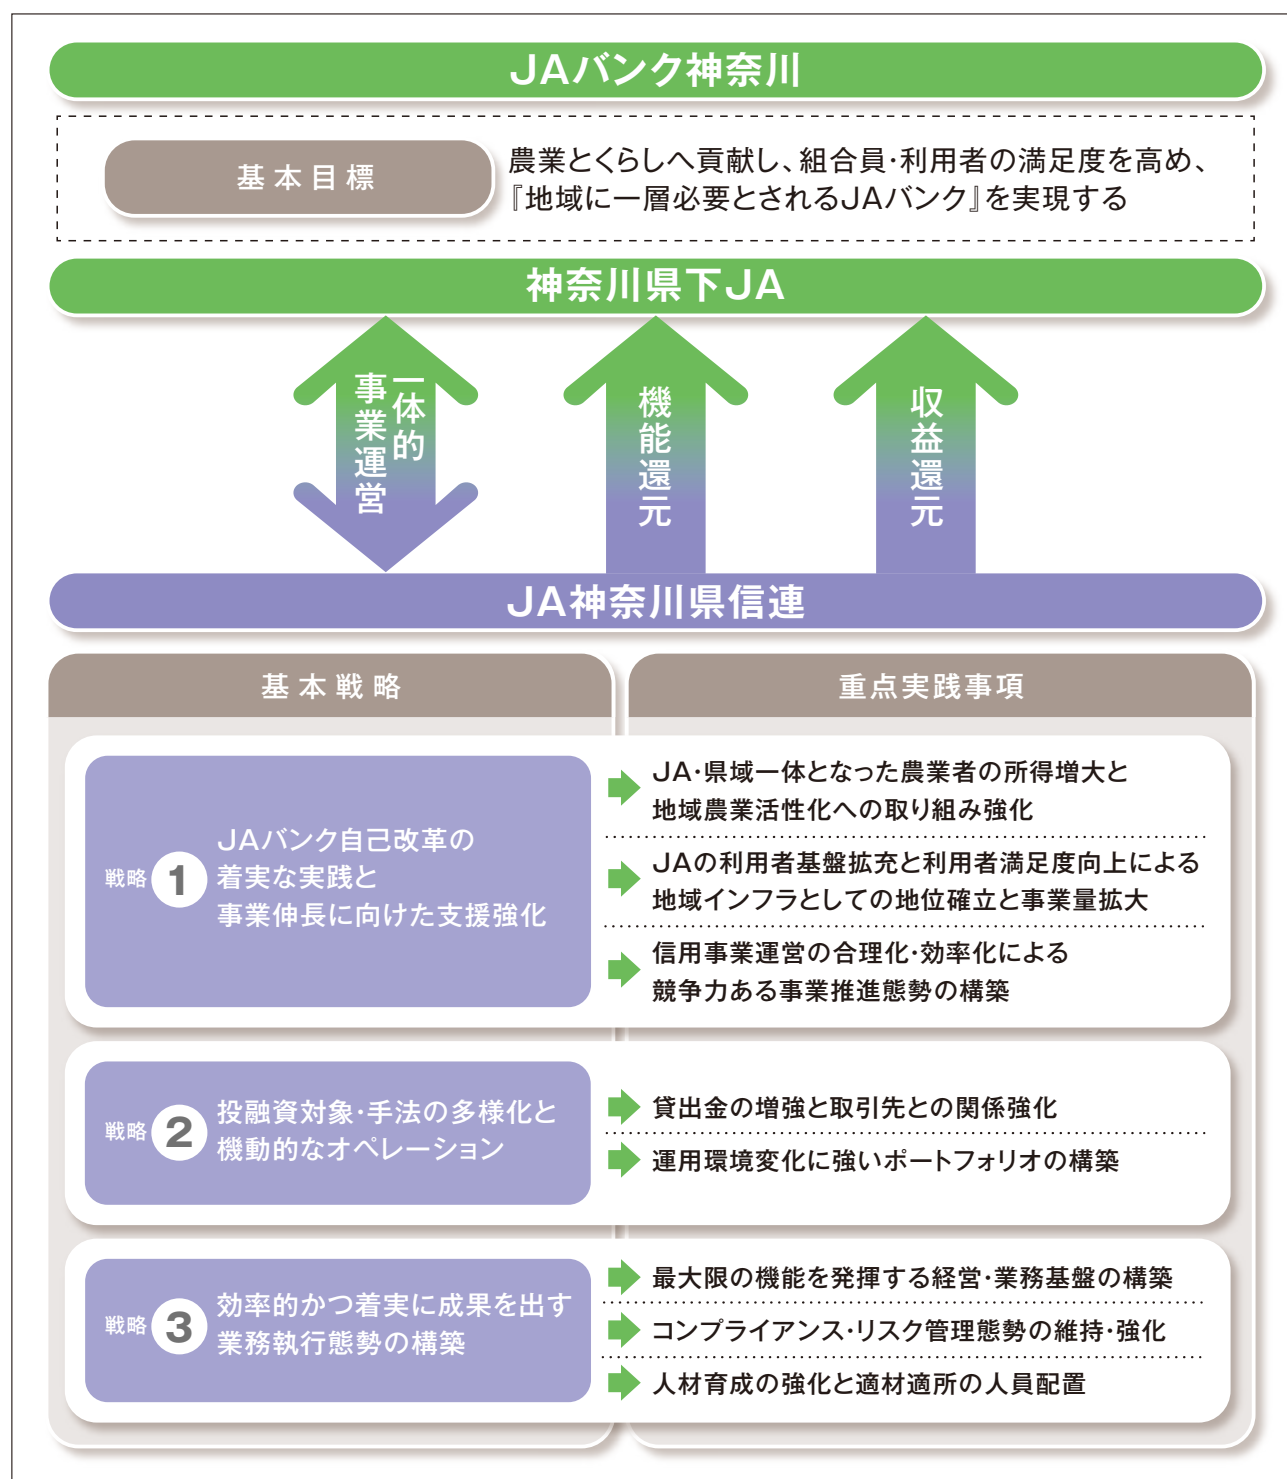 JAバンク神奈川
基本目標
農業とくらしへ貢献し、組合員・利用者の満足度を高め、
『地域に一層必要とされるJAバンク』を実現する
神奈川県下JA
一体的
事業運営
機能還元
収益還元
JA神奈川県信連
基本戦略
重点実践事項
戦略 1
JAバンク自己改革の
着実な実践と
事業伸長に向けた支援強化
JA・県域一体となった農業者の所得増大と
地域農業活性化への取り組み強化
JAの利用者基盤拡充と利用者満足度向上による
地域インフラとしての地位確立と事業量拡大
信用事業運営の合理化・効率化による
競争力ある事業推進態勢の構築
戦略 2
投融資対象・手法の多様化と
機動的なオペレーション
貸出金の増強と取引先との関係強化
運用環境変化に強いポートフォリオの構築
戦略 3
効率的かつ着実に成果を出す
業務執行態勢の構築
最大限の機能を発揮する経営・業務基盤の構築
コンプライアンス・リスク管理態勢の維持・強化
人材育成の強化と適材適所の人員配置